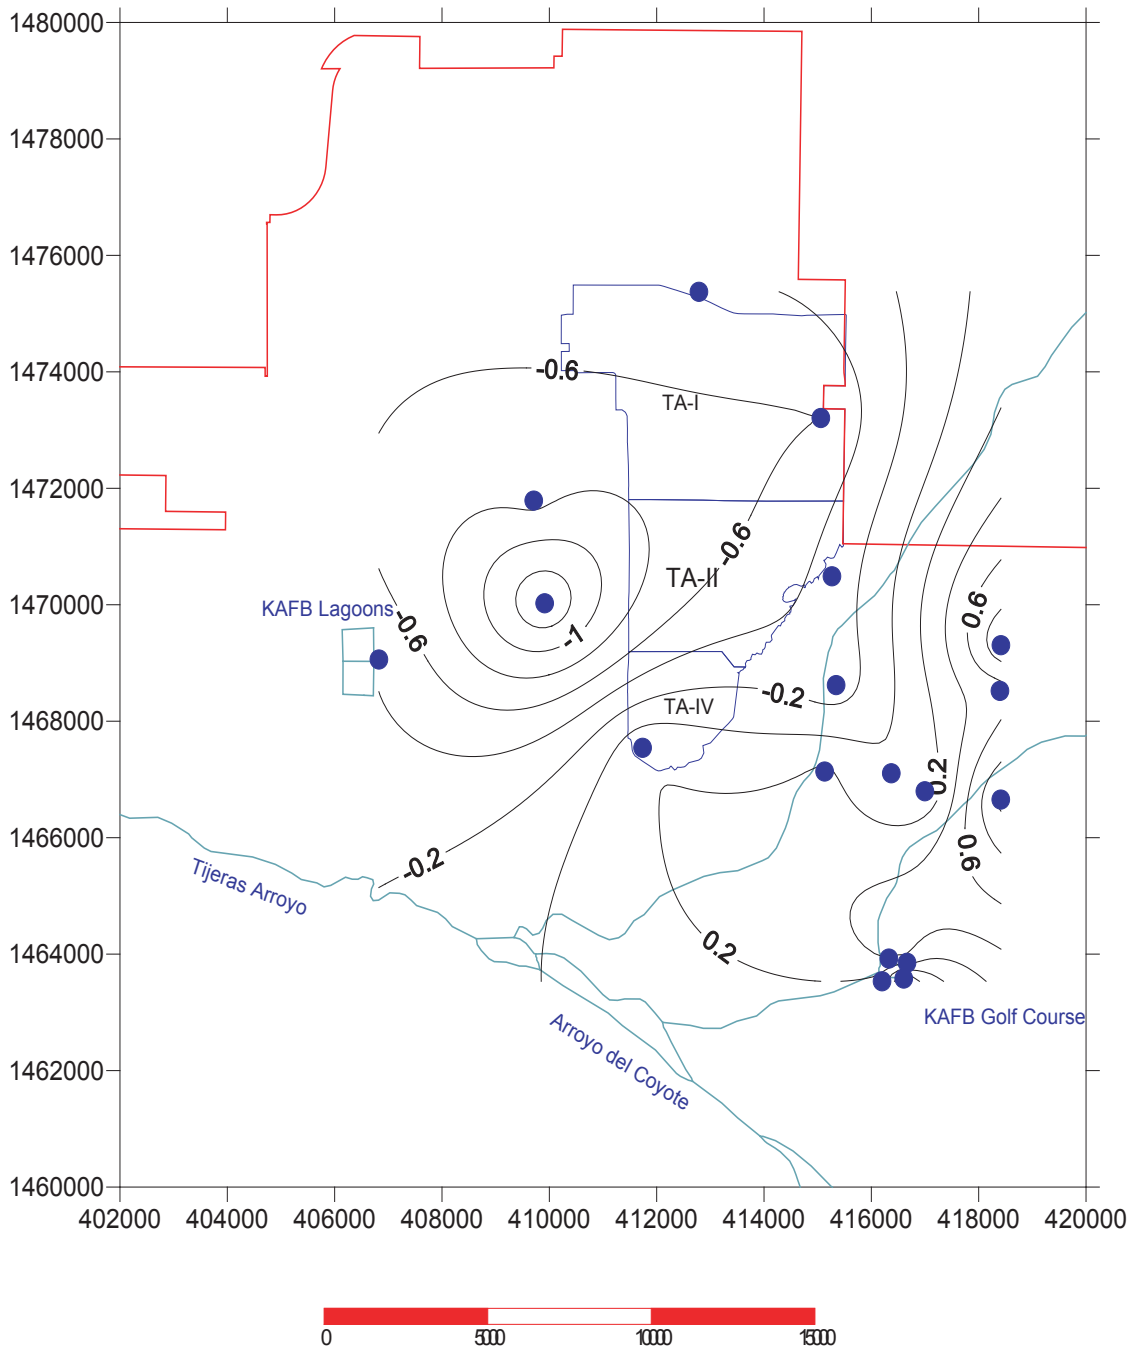 1480000
1478000
1476000
1474000
-0.6
TA-I
1472000
-0.6
TA-II
1470000
KAFB Lagoons
-0.6
-1
0.6
1468000
-0.2
TA-IV
0.2
1466000
-0.2
0.6
Tijeras Arroyo
1464000
0.2
KAFB Golf Course
Arroyo del Coyote
1462000
1460000
402000 404000 406000 408000 410000 412000 414000 416000 418000 420000
0 5000 10000 15000